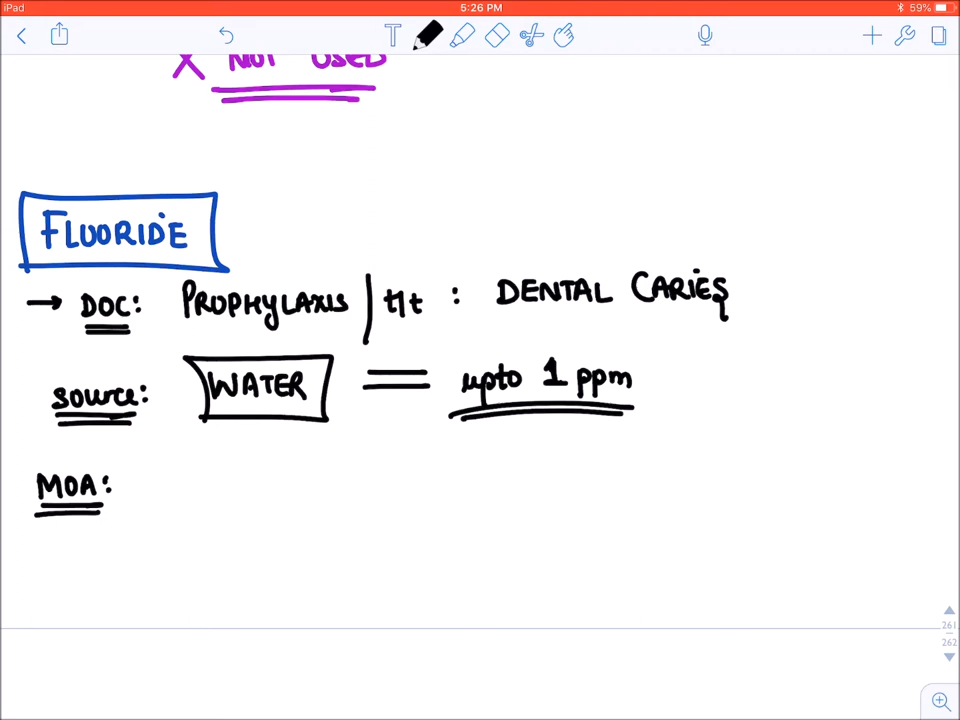 iPad 5:26 PM 59%
T
X NOT USED
FLUORIDE
→ DOC: PROPHYLAXIS | t/t : DENTAL CARIES
source: WATER = upto 1 ppm
MOA:
261
262